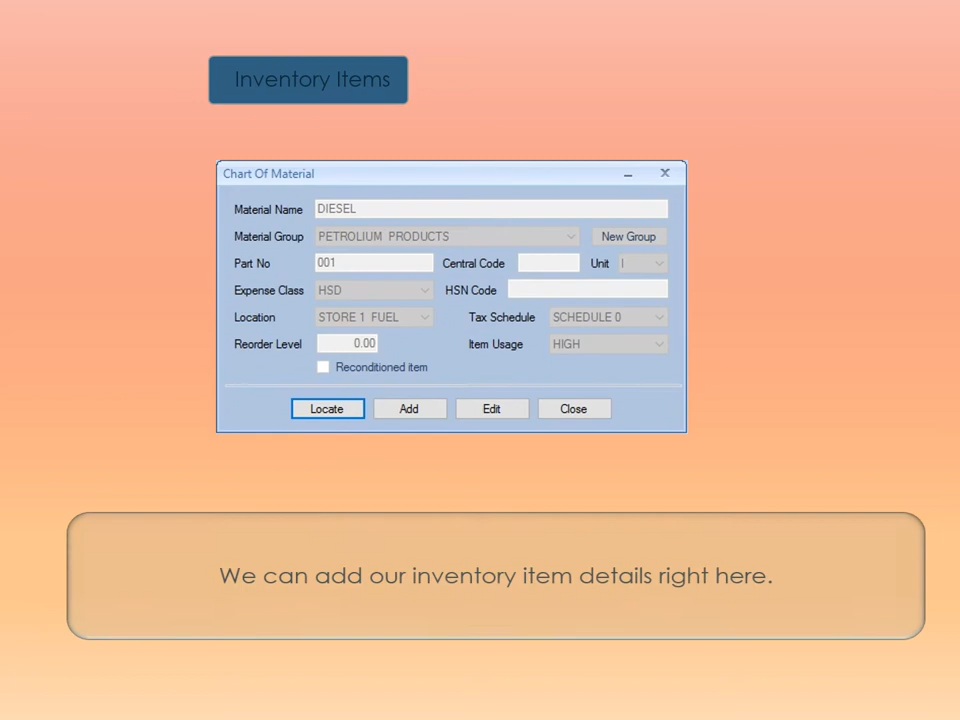 Inventory Items
Chart Of Material
Material Name DIESEL
Material Group PETROLIUM PRODUCTS New Group
Part No 001 Central Code Unit l
Expense Class HSD HSN Code
Location STORE 1 FUEL Tax Schedule SCHEDULE 0
Reorder Level 0.00 Item Usage HIGH
Reconditioned item
Locate Add Edit Close
We can add our inventory item details right here.